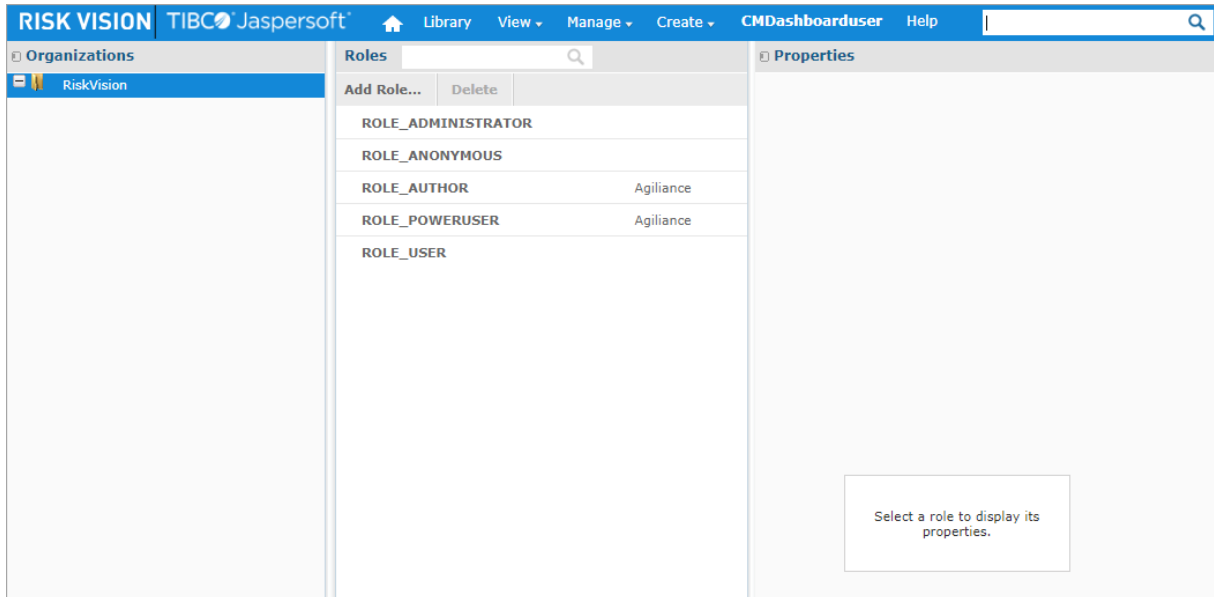 RISK VISION TIBCO Jaspersoft® Library View Manage Create CMDashboarduser Help
Organizations Roles Properties
RiskVision
Add Role... Delete
ROLE_ADMINISTRATOR
ROLE_ANONYMOUS
ROLE_AUTHOR Agiliance
ROLE_POWERUSER Agiliance
ROLE_USER
Select a role to display its
properties.